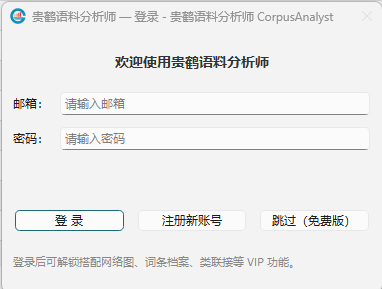 贵鹤语料分析师 — 登录 - 贵鹤语料分析师 CorpusAnalyst
欢迎使用贵鹤语料分析师
邮箱： 请输入邮箱
密码： 请输入密码
登 录 注册新账号 跳过（免费版）
登录后可解锁搭配网络图、词条档案、类联接等 VIP 功能。